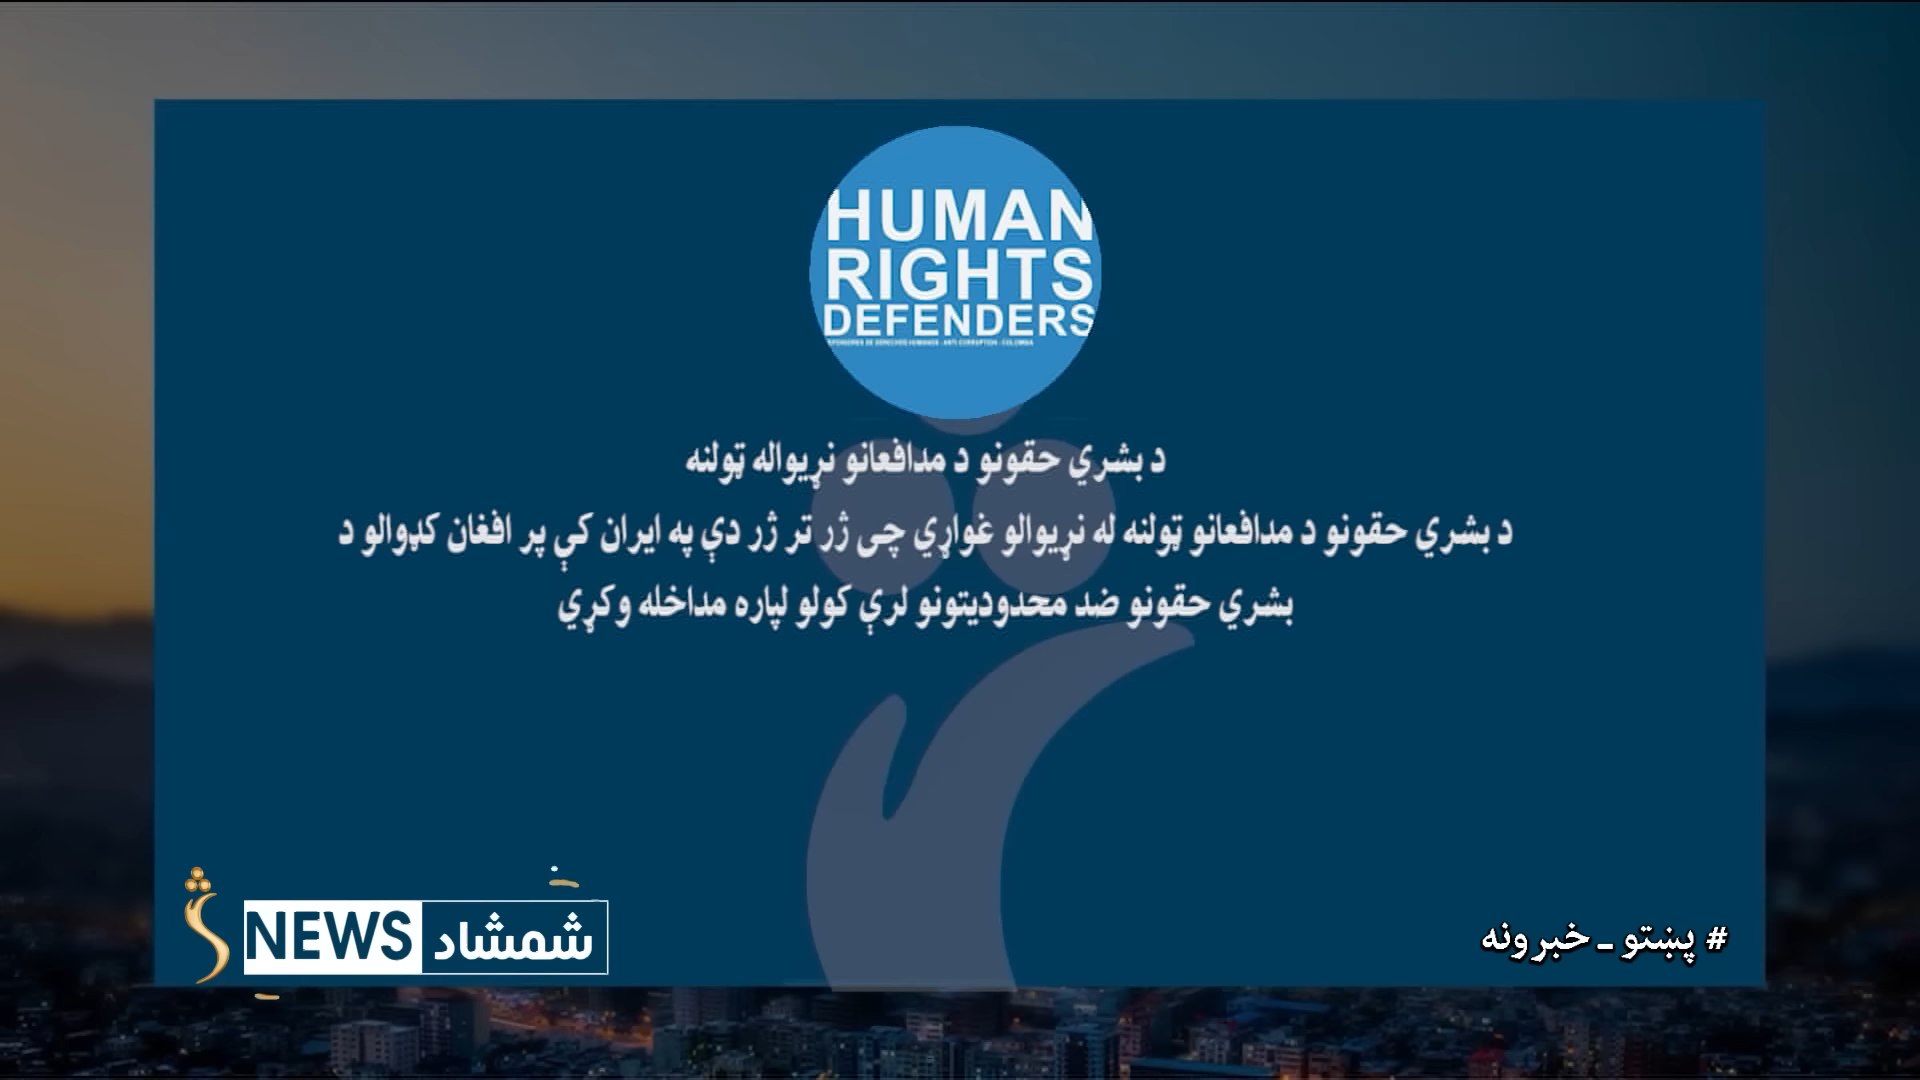 HUMAN
RIGHTS
DEFENDERS
د بشري حقونو د مدافعانو نړیواله ټولنه
د بشري حقونو د مدافعانو ټولنه له نړیوالو غواړي چی ژر تر ژر دې په ایران کې پر افغان کډوالو د
بشري حقونو ضد محدودیتونو لرې کولو لپاره مداخله وکړي
NEWS شمشاد
# پښتو ـ خبرونه